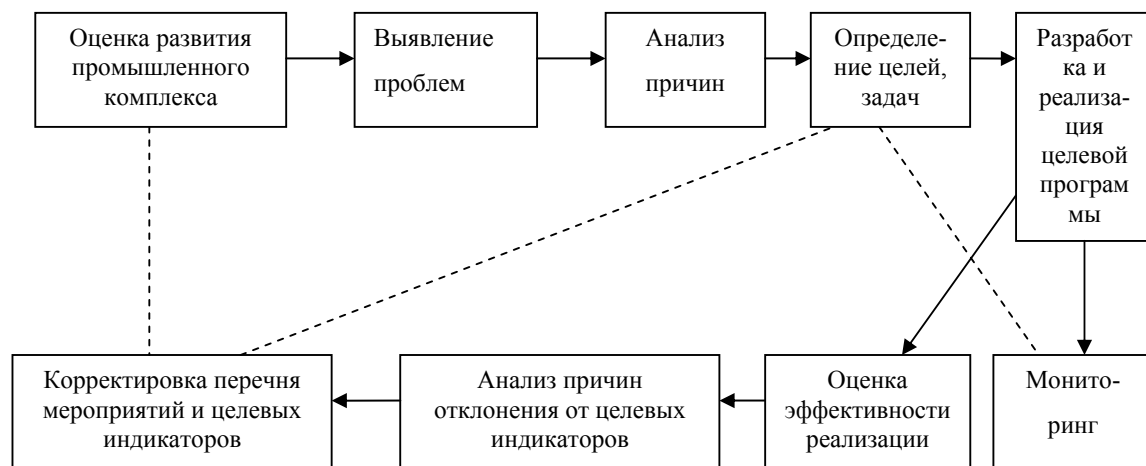 Оценка развития
промышленного
комплекса
Выявление
проблем
Анализ
причин
Определе-
ние целей,
задач
Разработ
ка и
реализа-
ция
целевой
програм
мы
Корректировка перечня
мероприятий и целевых
индикаторов
Анализ причин
отклонения от целевых
индикаторов
Оценка
эффективности
реализации
Монито-
ринг